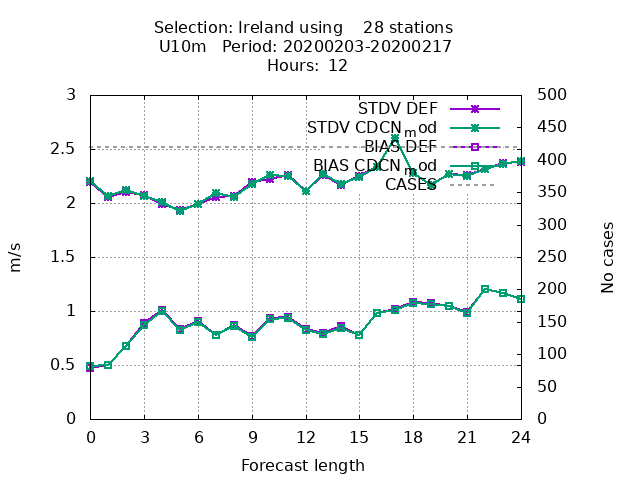 Selection: Ireland using    28 stations
U10m   Period: 20200203-20200217
Hours:  12
STDV DEF
STDV CDCNmod
BIAS DEF
BIAS CDCNmod
CASES
3
2.5
2
1.5
1
0.5
0
500
450
400
350
300
250
200
150
100
50
0
m/s
No cases
0 3 6 9 12 15 18 21 24
Forecast length